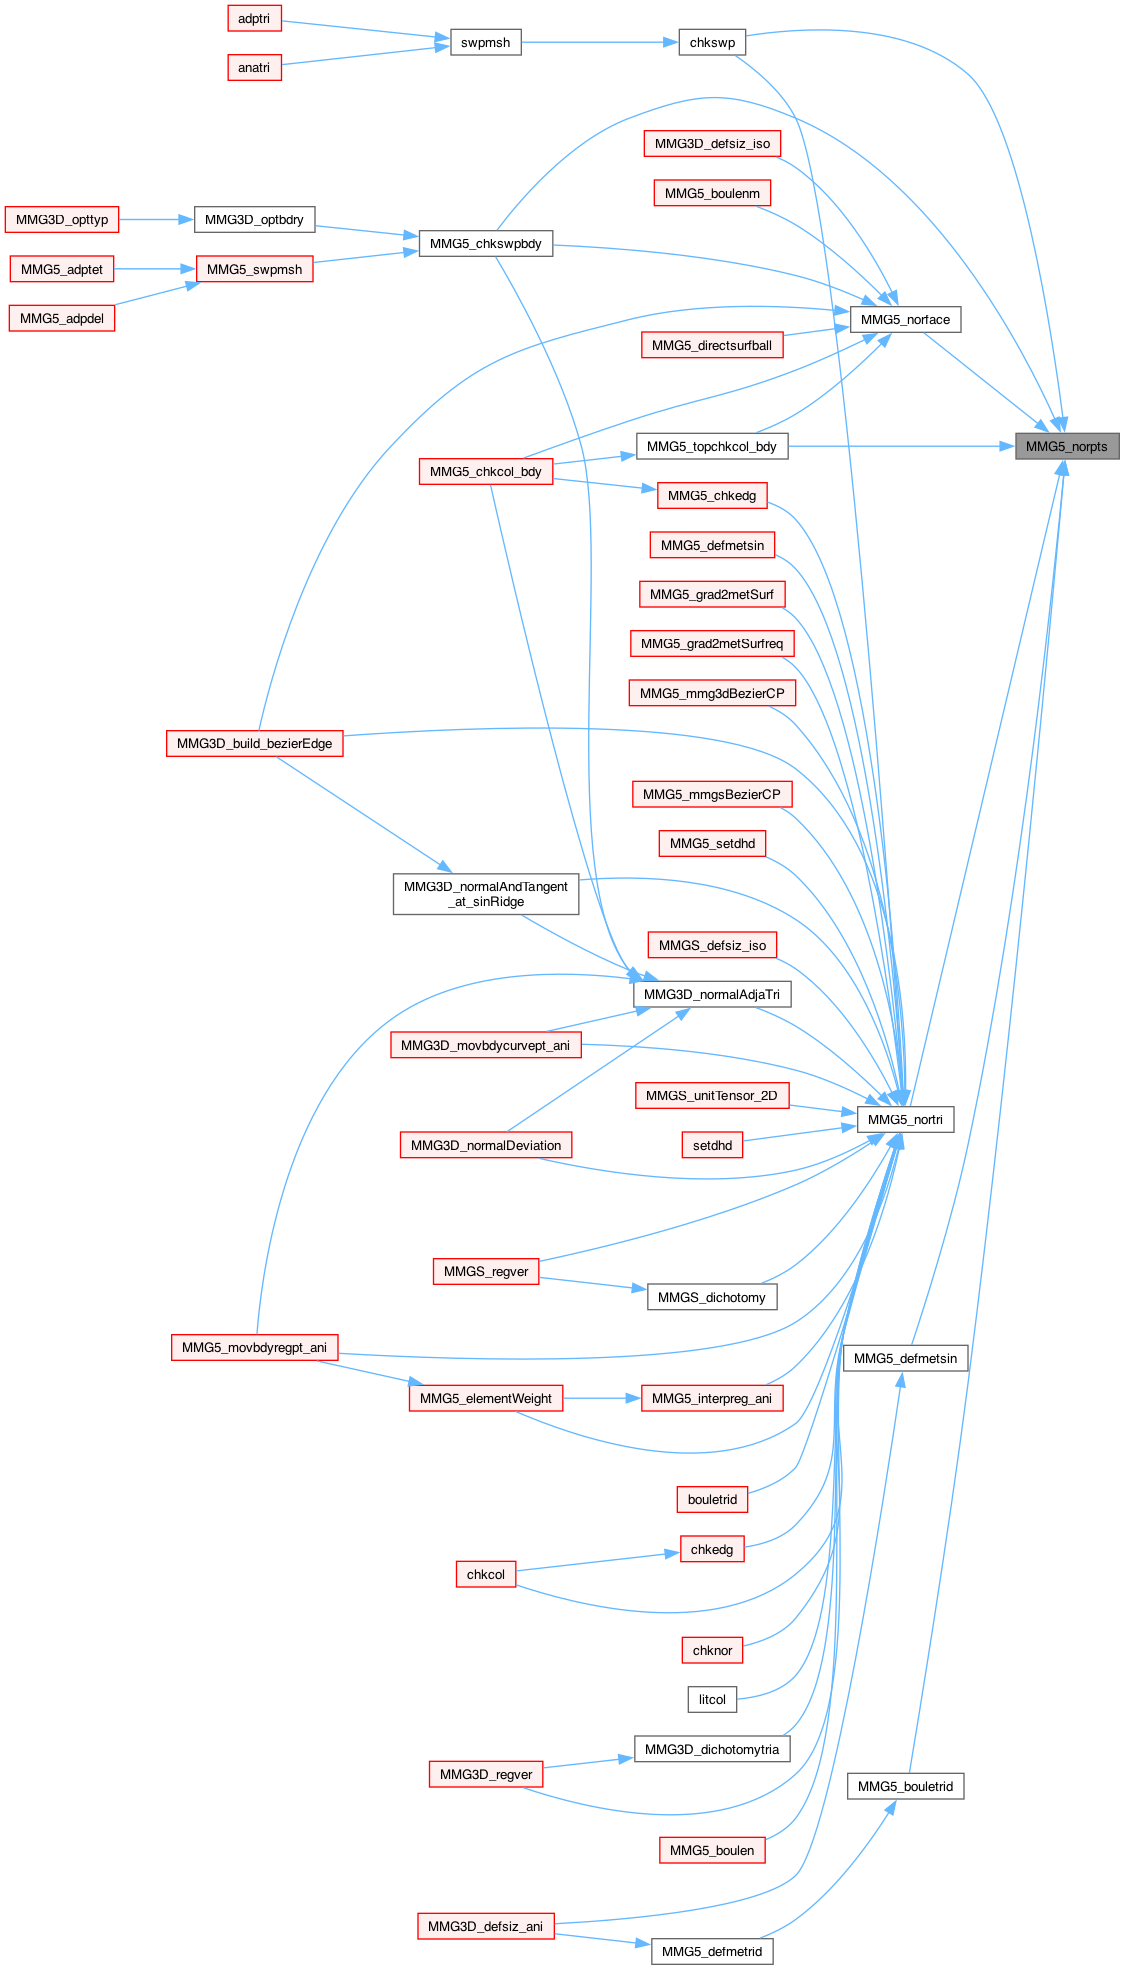 adptri
swpmsh
chkswp
anatri
MMG3D_defsiz_iso
MMG5_boulenm
MMG3D_opttyp
MMG3D_optbdry
MMG5_chkswpbdy
MMG5_adptet
MMG5_swpmsh
MMG5_adpdel
MMG5_norface
MMG5_directsurfball
MMG5_topchkcol_bdy
MMG5_norpts
MMG5_chkcol_bdy
MMG5_chkedg
MMG5_defmetsin
MMG5_grad2metSurf
MMG5_grad2metSurfreq
MMG5_mmg3dBezierCP
MMG3D_build_bezierEdge
MMG5_mmgsBezierCP
MMG5_setdhd
MMG3D_normalAndTangent
_at_sinRidge
MMGS_defsiz_iso
MMG3D_normalAdjaTri
MMG3D_movbdycurvept_ani
MMGS_unitTensor_2D
MMG5_nortri
MMG3D_normalDeviation
setdhd
MMGS_regver
MMGS_dichotomy
MMG5_movbdyregpt_ani
MMG5_defmetsin
MMG5_elementWeight
MMG5_interpreg_ani
bouletrid
chkedg
chkcol
chknor
litcol
MMG3D_dichotomytria
MMG3D_regver
MMG5_bouletrid
MMG5_boulen
MMG3D_defsiz_ani
MMG5_defmetrid